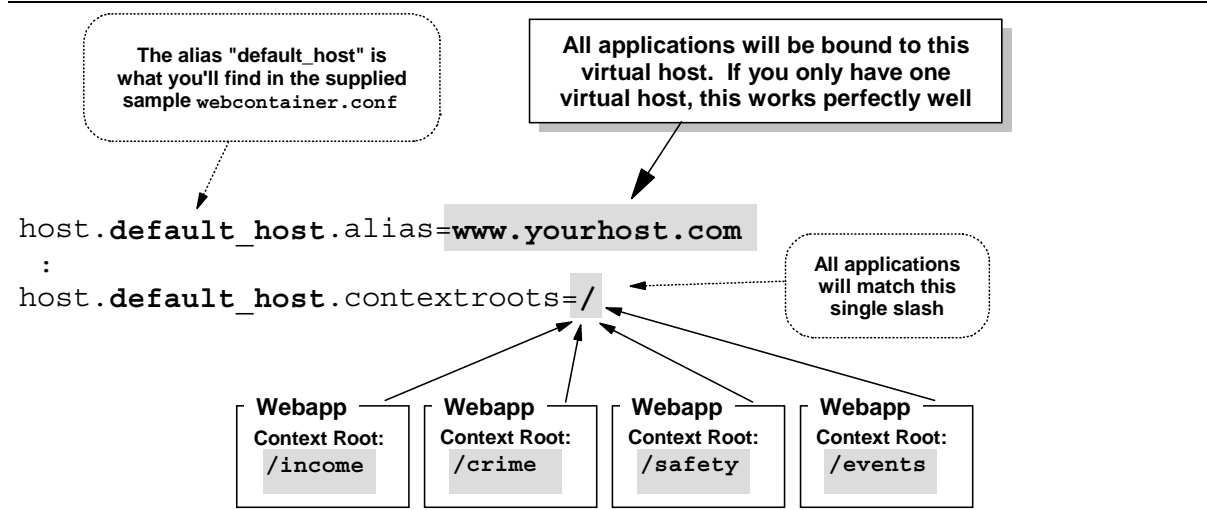 The alias "default_host" is
what you'll find in the supplied
sample webcontainer.conf
All applications will be bound to this
virtual host. If you only have one
virtual host, this works perfectly well
host.default_host.alias=www.yourhost.com
:
host.default_host.contextroots=/
All applications
will match this
single slash
Webapp
Context Root:
/income
Webapp
Context Root:
/crime
Webapp
Context Root:
/safety
Webapp
Context Root:
/events